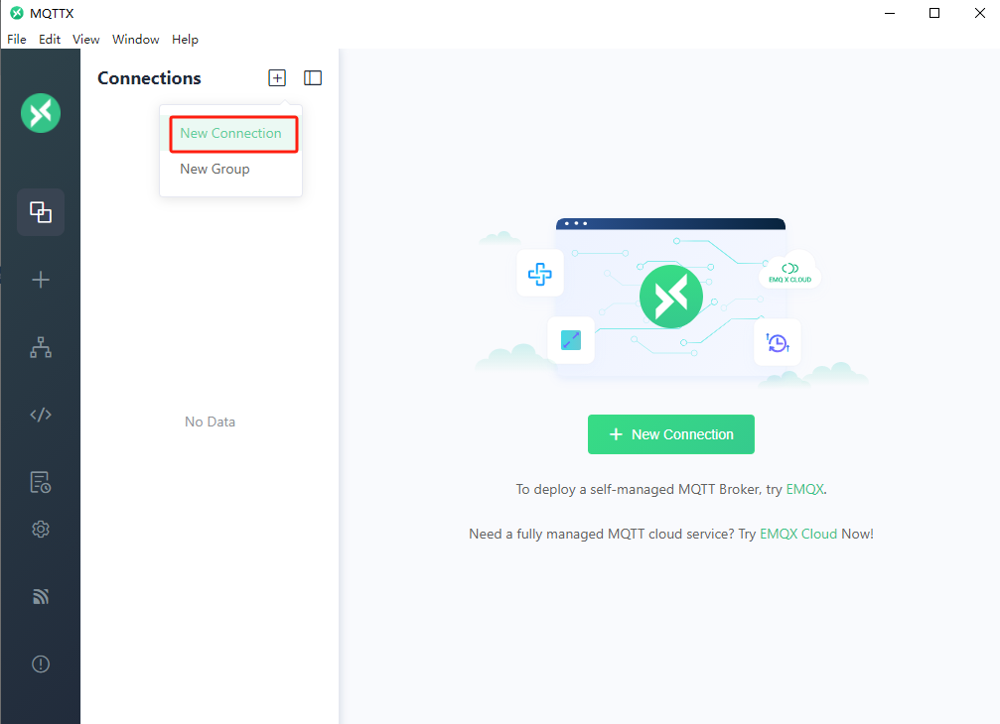 MQTTX
File Edit View Window Help
Connections
New Connection
New Group
No Data
EMQ X CLOUD
New Connection
To deploy a self-managed MQTT Broker, try EMQX.
Need a fully managed MQTT cloud service? Try EMQX Cloud Now!